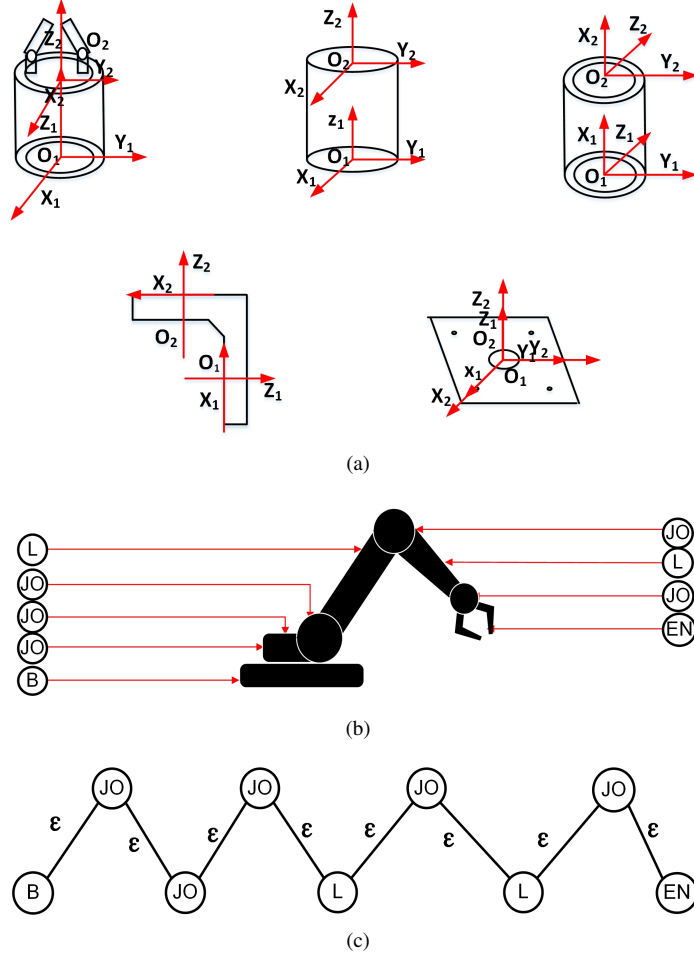 Z₂ O₂
Y₂
X₂
Z₁
O₁ Y₁
X₁
Z₂
O₂ Y₂
X₂
z₁
O₁ Y₁
X₁
X₂ Z₂
O₂ Y₂
X₁ Z₁
O₁ Y₁
X₂ Z₂
O₂
O₁
X₁ Z₁
Z₂
Z₁
O₂ Y₁ Y₂
x₁ O₁
X₂
(a)
L
JO
JO
JO
B
JO
L
JO
EN
(b)
JO JO JO JO
ε ε ε ε ε ε ε ε
B JO L L EN
(c)